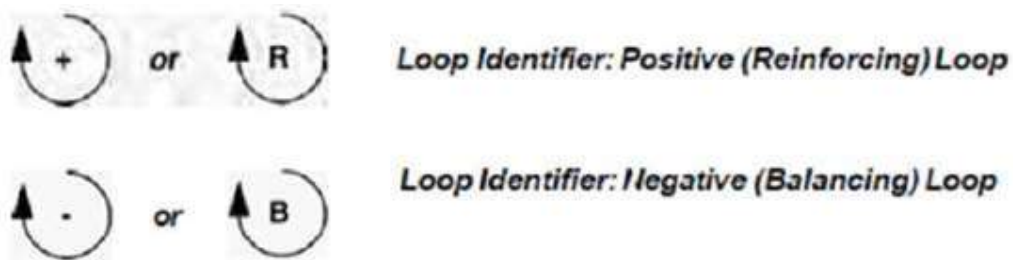 + or R Loop Identifier: Positive (Reinforcing) Loop
- or B Loop Identifier: Negative (Balancing) Loop